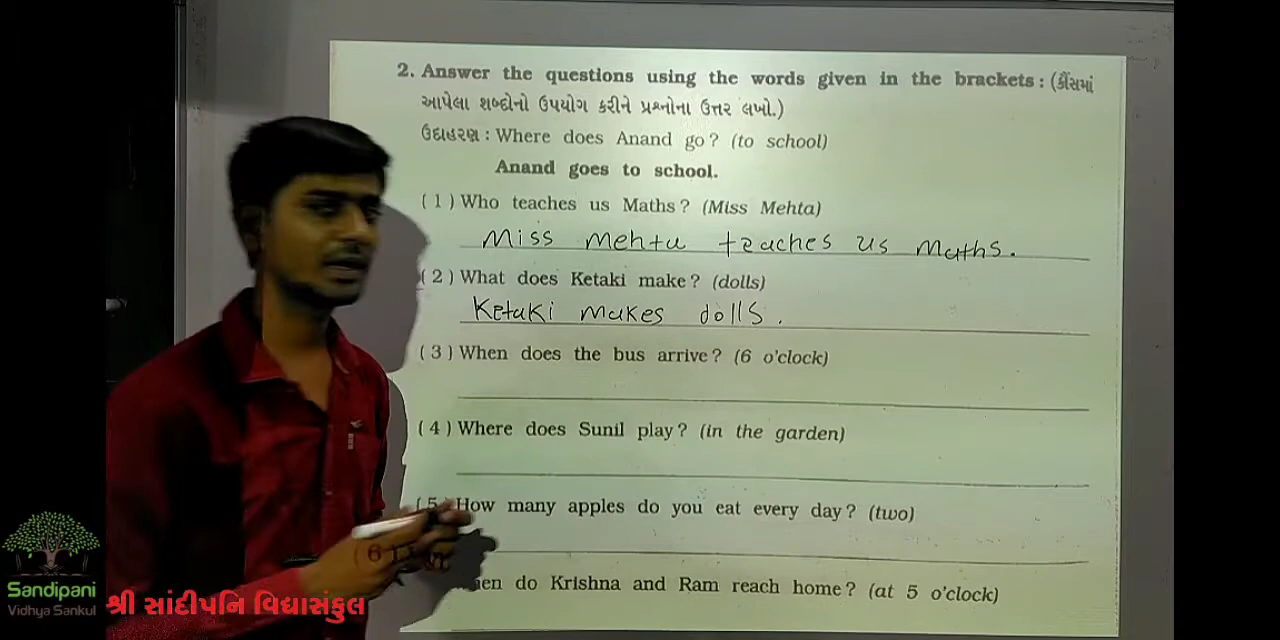 2. Answer the questions using the words given in the brackets : (કૌંસમાં
આપેલા શબ્દોનો ઉપયોગ કરીને પ્રશ્નોના ઉત્તર લખો.)
ઉદાહરણ : Where does Anand go? (to school)
Anand goes to school.
( 1 ) Who teaches us Maths? (Miss Mehta)
Miss Mehta teaches us Maths.
( 2 ) What does Ketaki make? (dolls)
Ketaki makes dolls.
( 3 ) When does the bus arrive? (6 o'clock)
( 4 ) Where does Sunil play? (in the garden)
( 5 ) How many apples do you eat every day? (two)
( 6 ) do Krishna and Ram reach home? (at 5 o'clock)
Sandipani
Vidhya Sankul
શ્રી સાંદીપનિ વિદ્યાસંકુલ